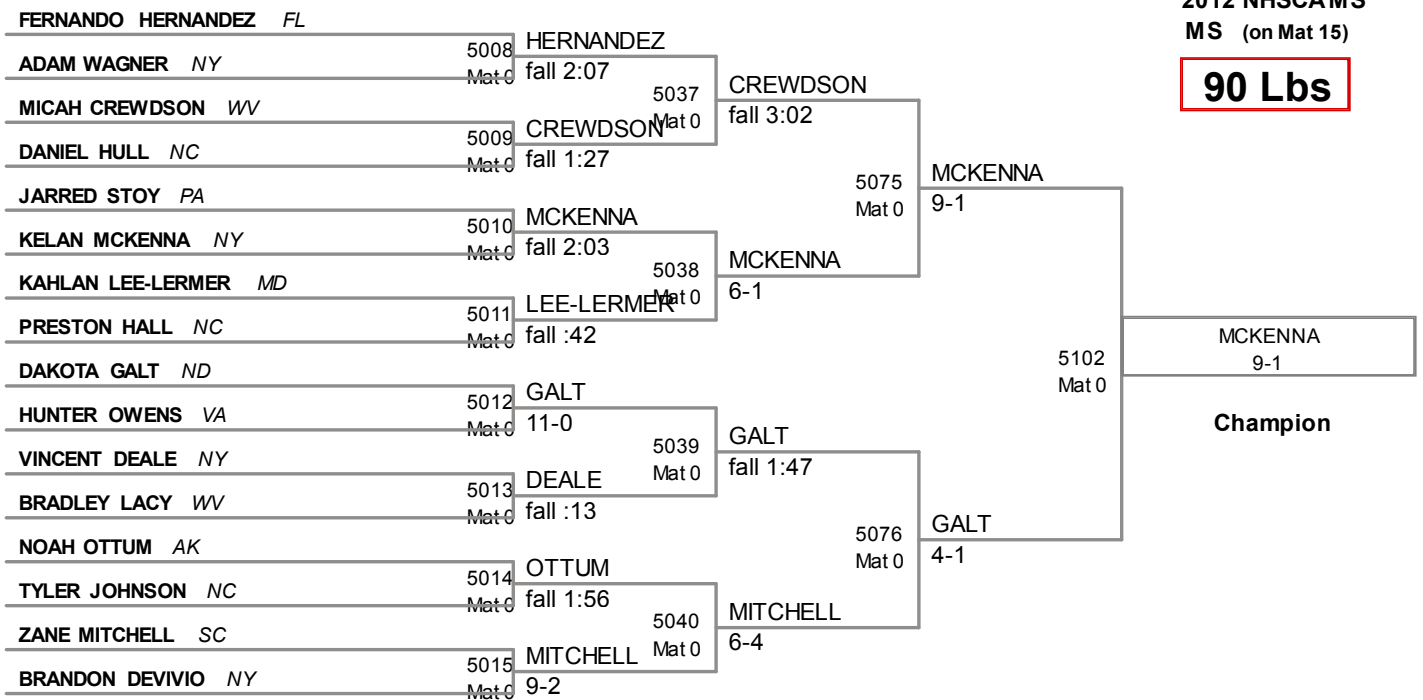 2012 NHSCA MS
MS (on Mat 15)
90 Lbs
FERNANDO HERNANDEZ FL
ADAM WAGNER NY
MICAH CREWDSON WV
DANIEL HULL NC
JARRED STOY PA
KELAN MCKENNA NY
KAHLAN LEE-LERMER MD
PRESTON HALL NC
DAKOTA GALT ND
HUNTER OWENS VA
VINCENT DEALE NY
BRADLEY LACY WV
NOAH OTTUM AK
TYLER JOHNSON NC
ZANE MITCHELL SC
BRANDON DEVIVIO NY
5008
Mat 0
HERNANDEZ
fall 2:07
5009
Mat 0
CREWDSON
fall 1:27
5010
Mat 0
MCKENNA
fall 2:03
5011
Mat 0
LEE-LERMER
fall :42
5012
Mat 0
GALT
11-0
5013
Mat 0
DEALE
fall :13
5014
Mat 0
OTTUM
fall 1:56
5015
Mat 0
MITCHELL
9-2
5037
Mat 0
CREWDSON
fall 3:02
5038
Mat 0
MCKENNA
6-1
5039
Mat 0
GALT
fall 1:47
5040
Mat 0
MITCHELL
6-4
5075
Mat 0
MCKENNA
9-1
5076
Mat 0
GALT
4-1
5102
Mat 0
MCKENNA
9-1
Champion